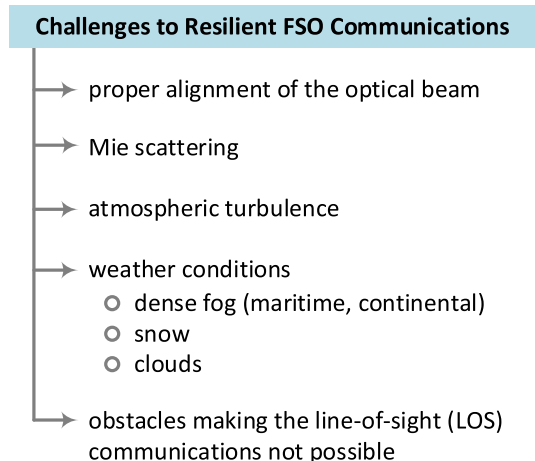 Challenges to Resilient FSO Communications
proper alignment of the optical beam
Mie scattering
atmospheric turbulence
weather conditions
dense fog (maritime, continental)
snow
clouds
obstacles making the line-of-sight (LOS)
communications not possible